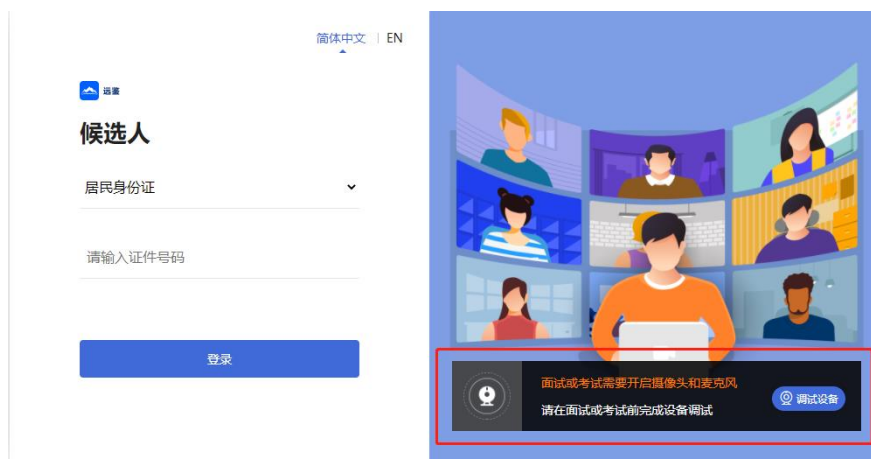 简体中文 | EN
远鉴
候选人
居民身份证
请输入证件号码
登录
面试或考试需要开启摄像头和麦克风
请在面试或考试前完成设备调试
调试设备